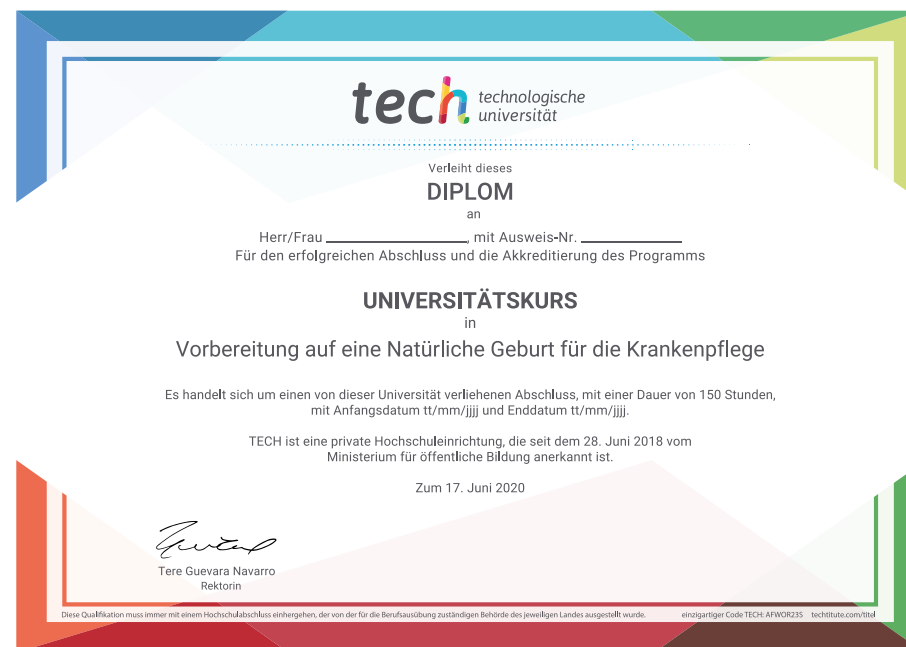 tech technologische
universität
Verleiht dieses
DIPLOM
an
Herr/Frau ____________________, mit Ausweis-Nr. ______________
Für den erfolgreichen Abschluss und die Akkreditierung des Programms
UNIVERSITÄTSKURS
in
Vorbereitung auf eine Natürliche Geburt für die Krankenpflege
Es handelt sich um einen von dieser Universität verliehenen Abschluss, mit einer Dauer von 150 Stunden,
mit Anfangsdatum tt/mm/jjjj und Enddatum tt/mm/jjjj.
TECH ist eine private Hochschuleinrichtung, die seit dem 28. Juni 2018 vom
Ministerium für öffentliche Bildung anerkannt ist.
Zum 17. Juni 2020
Tere Guevara Navarro
Rektorin
Diese Qualifikation muss immer mit einem Hochschulabschluss einhergehen, der von der für die Berufsausübung zuständigen Behörde des jeweiligen Landes ausgestellt wurde. einzigartiger Code TECH: AFWOR23S techtitute.com/titel